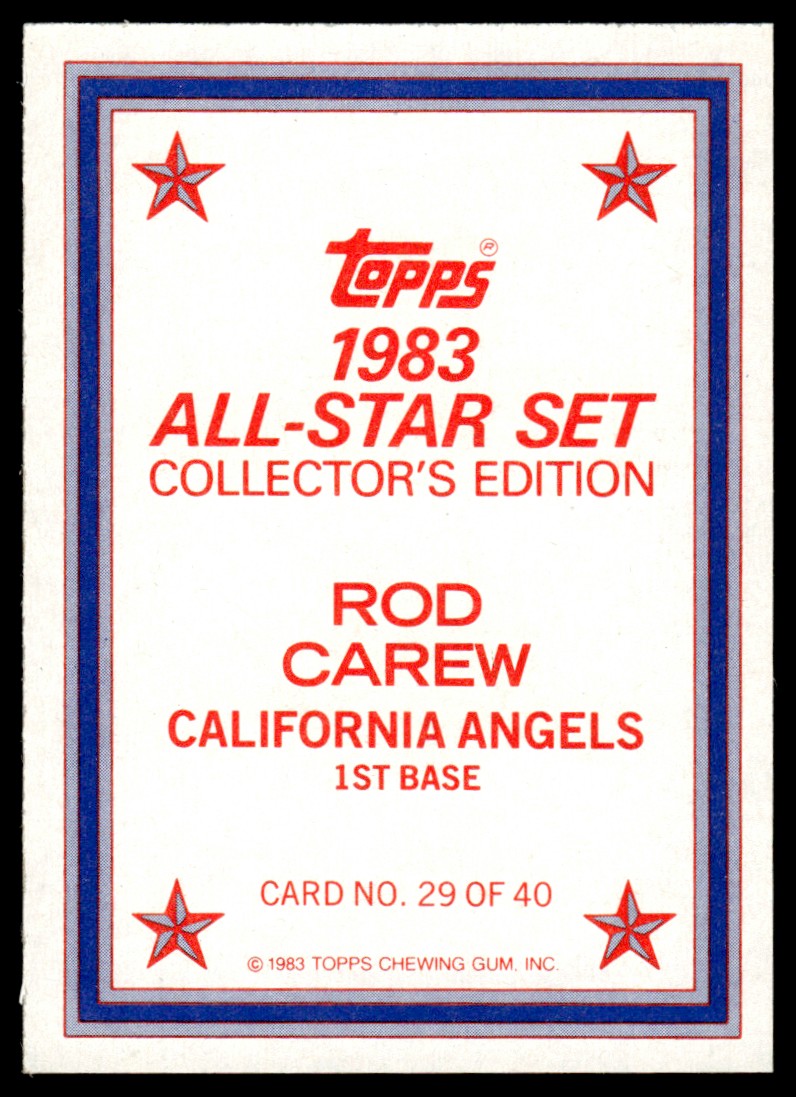 topps®
1983
ALL-STAR SET
COLLECTOR'S EDITION
ROD
CAREW
CALIFORNIA ANGELS
1ST BASE
CARD NO. 29 OF 40
© 1983 TOPPS CHEWING GUM, INC.